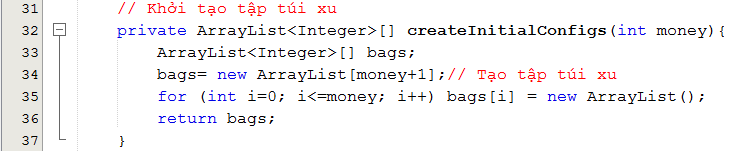 31 // Khởi tạo tập túi xu
32 private ArrayList<Integer>[] createInitialConfigs(int money){
33 ArrayList<Integer>[] bags;
34 bags= new ArrayList[money+1];// Tạo tập túi xu
35 for (int i=0; i<=money; i++) bags[i] = new ArrayList();
36 return bags;
37 }